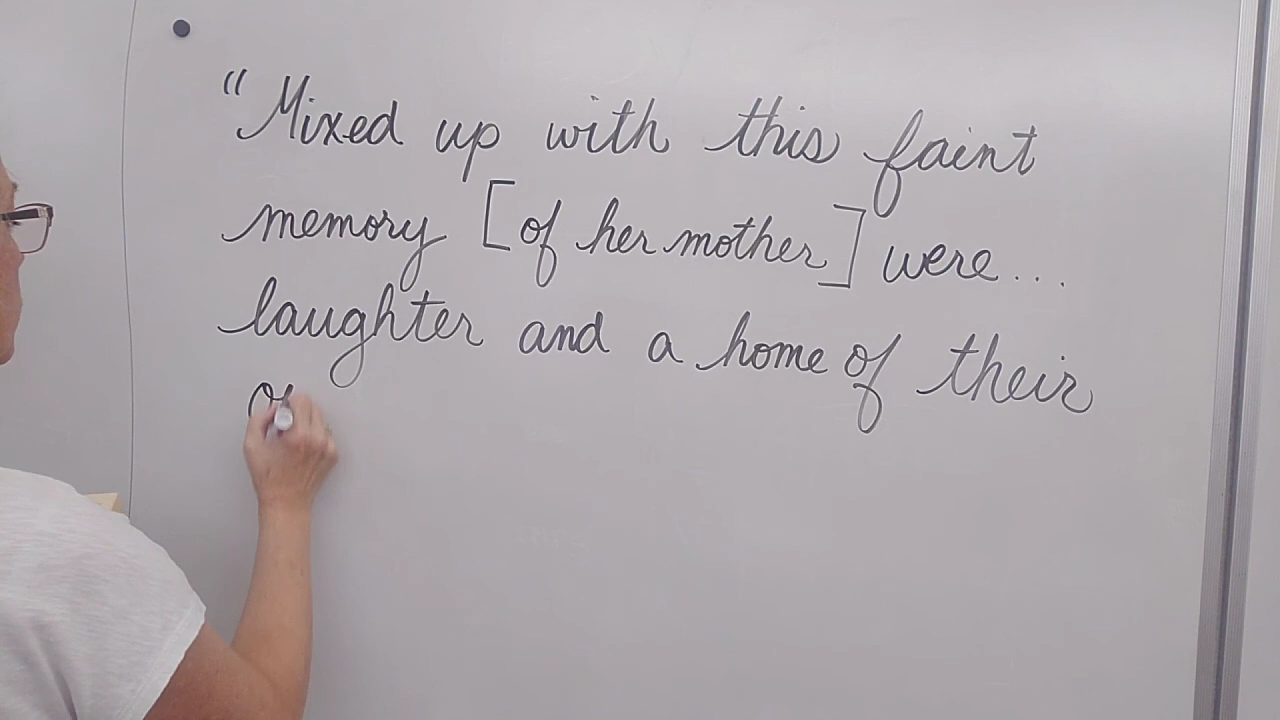 "Mixed up with this faint
memory [of her mother] were...
laughter and a home of their